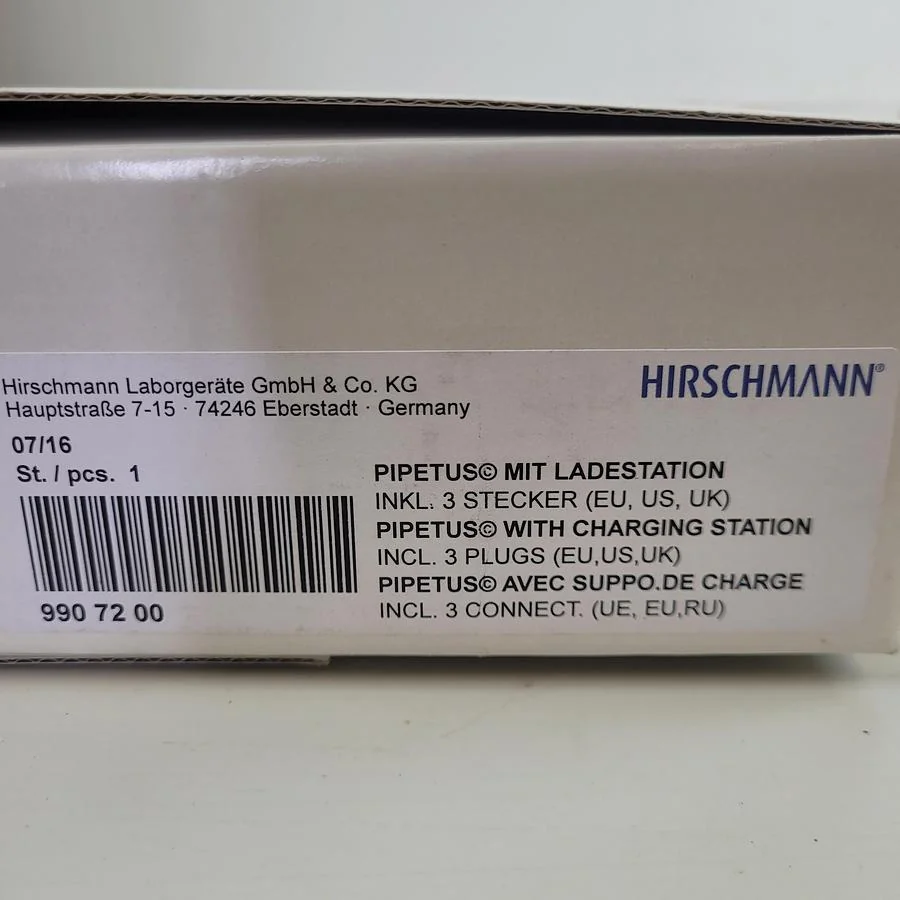 Hirschmann Laborgeräte GmbH & Co. KG
Hauptstraße 7-15 · 74246 Eberstadt · Germany
HIRSCHMANN®
07/16
St. / pcs. 1
990 72 00
PIPETUS© MIT LADESTATION
INKL. 3 STECKER (EU, US, UK)
PIPETUS© WITH CHARGING STATION
INCL. 3 PLUGS (EU,US,UK)
PIPETUS© AVEC SUPPO.DE CHARGE
INCL. 3 CONNECT. (UE, EU,RU)